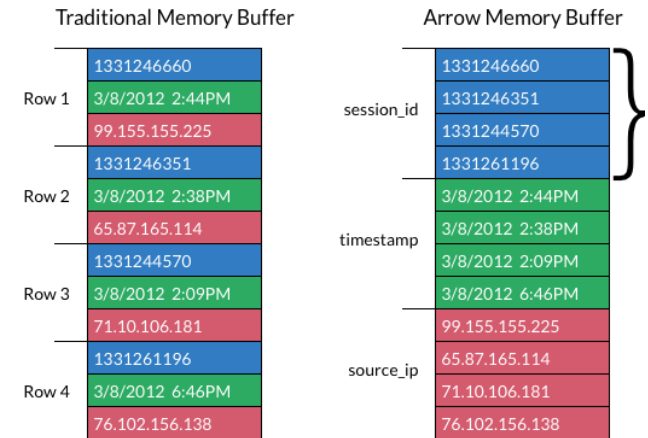 Traditional Memory Buffer
Row 1
1331246660
3/8/2012 2:44PM
99.155.155.225
Row 2
1331246351
3/8/2012 2:38PM
65.87.165.114
Row 3
1331244570
3/8/2012 2:09PM
71.10.106.181
Row 4
1331261196
3/8/2012 6:46PM
76.102.156.138
Arrow Memory Buffer
session_id
1331246660
1331246351
1331244570
1331261196
timestamp
3/8/2012 2:44PM
3/8/2012 2:38PM
3/8/2012 2:09PM
3/8/2012 6:46PM
source_ip
99.155.155.225
65.87.165.114
71.10.106.181
76.102.156.138